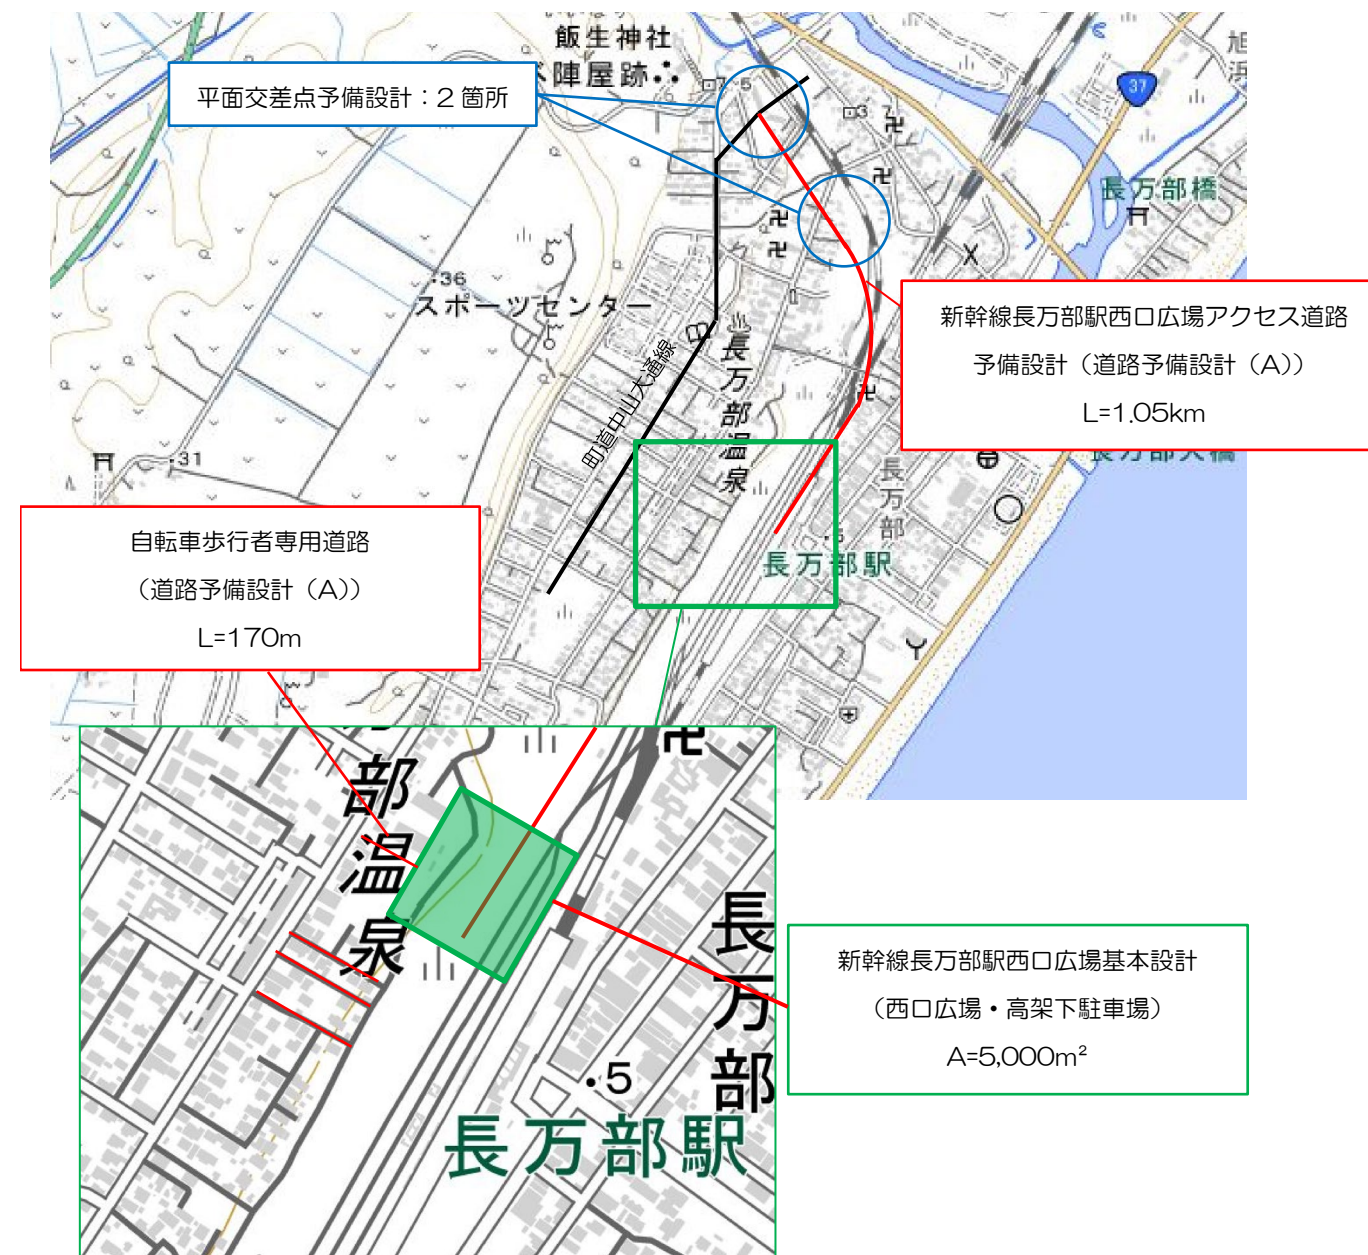 飯生神社
陣屋跡
平面交差点予備設計：2箇所
37
旭
浜
5
3
7
長万部橋
36
スポーツセンター
町道中山大通線
長万部温泉
新幹線長万部駅西口広場アクセス道路
予備設計（道路予備設計（A））
L=1.05km
31
長万部
長万部駅
自転車歩行者専用道路
（道路予備設計（A））
L=170m
部温泉
長万部
新幹線長万部駅西口広場基本設計
（西口広場・高架下駐車場）
A=5,000m²
・5
長万部駅